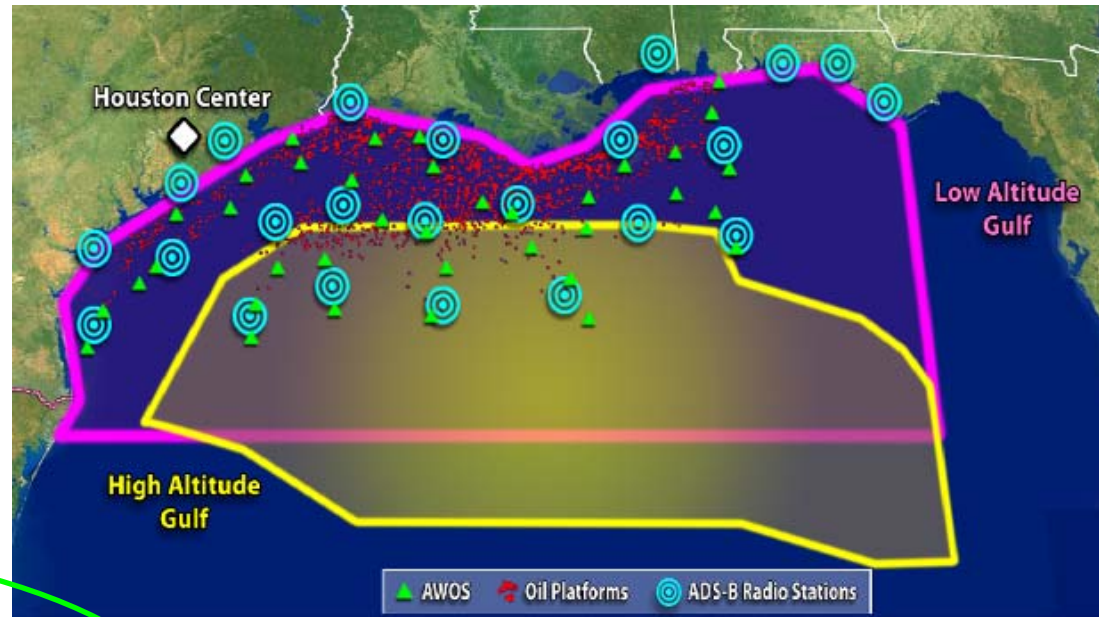 Houston Center
Low Altitude
Gulf
High Altitude
Gulf
AWOS
Oil Platforms
ADS-B Radio Stations